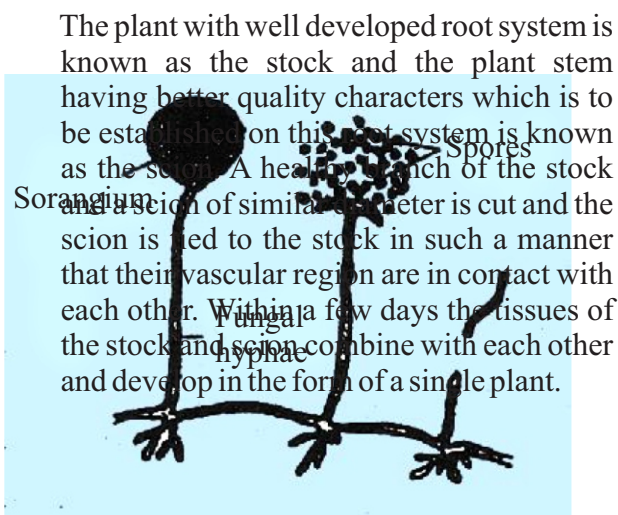 The plant with well developed root system is
known as the stock and the plant stem
having better quality characters which is to
be established on this root system is known
as the scion. A healthy branch of the stock
and a scion of similar diameter is cut and the
scion is tied to the stock in such a manner
that their vascular region are in contact with
each other. Within a few days the tissues of
the stock and scion combine with each other
and develop in the form of a single plant.
Spores
Sorangium
Fungal
hyphae